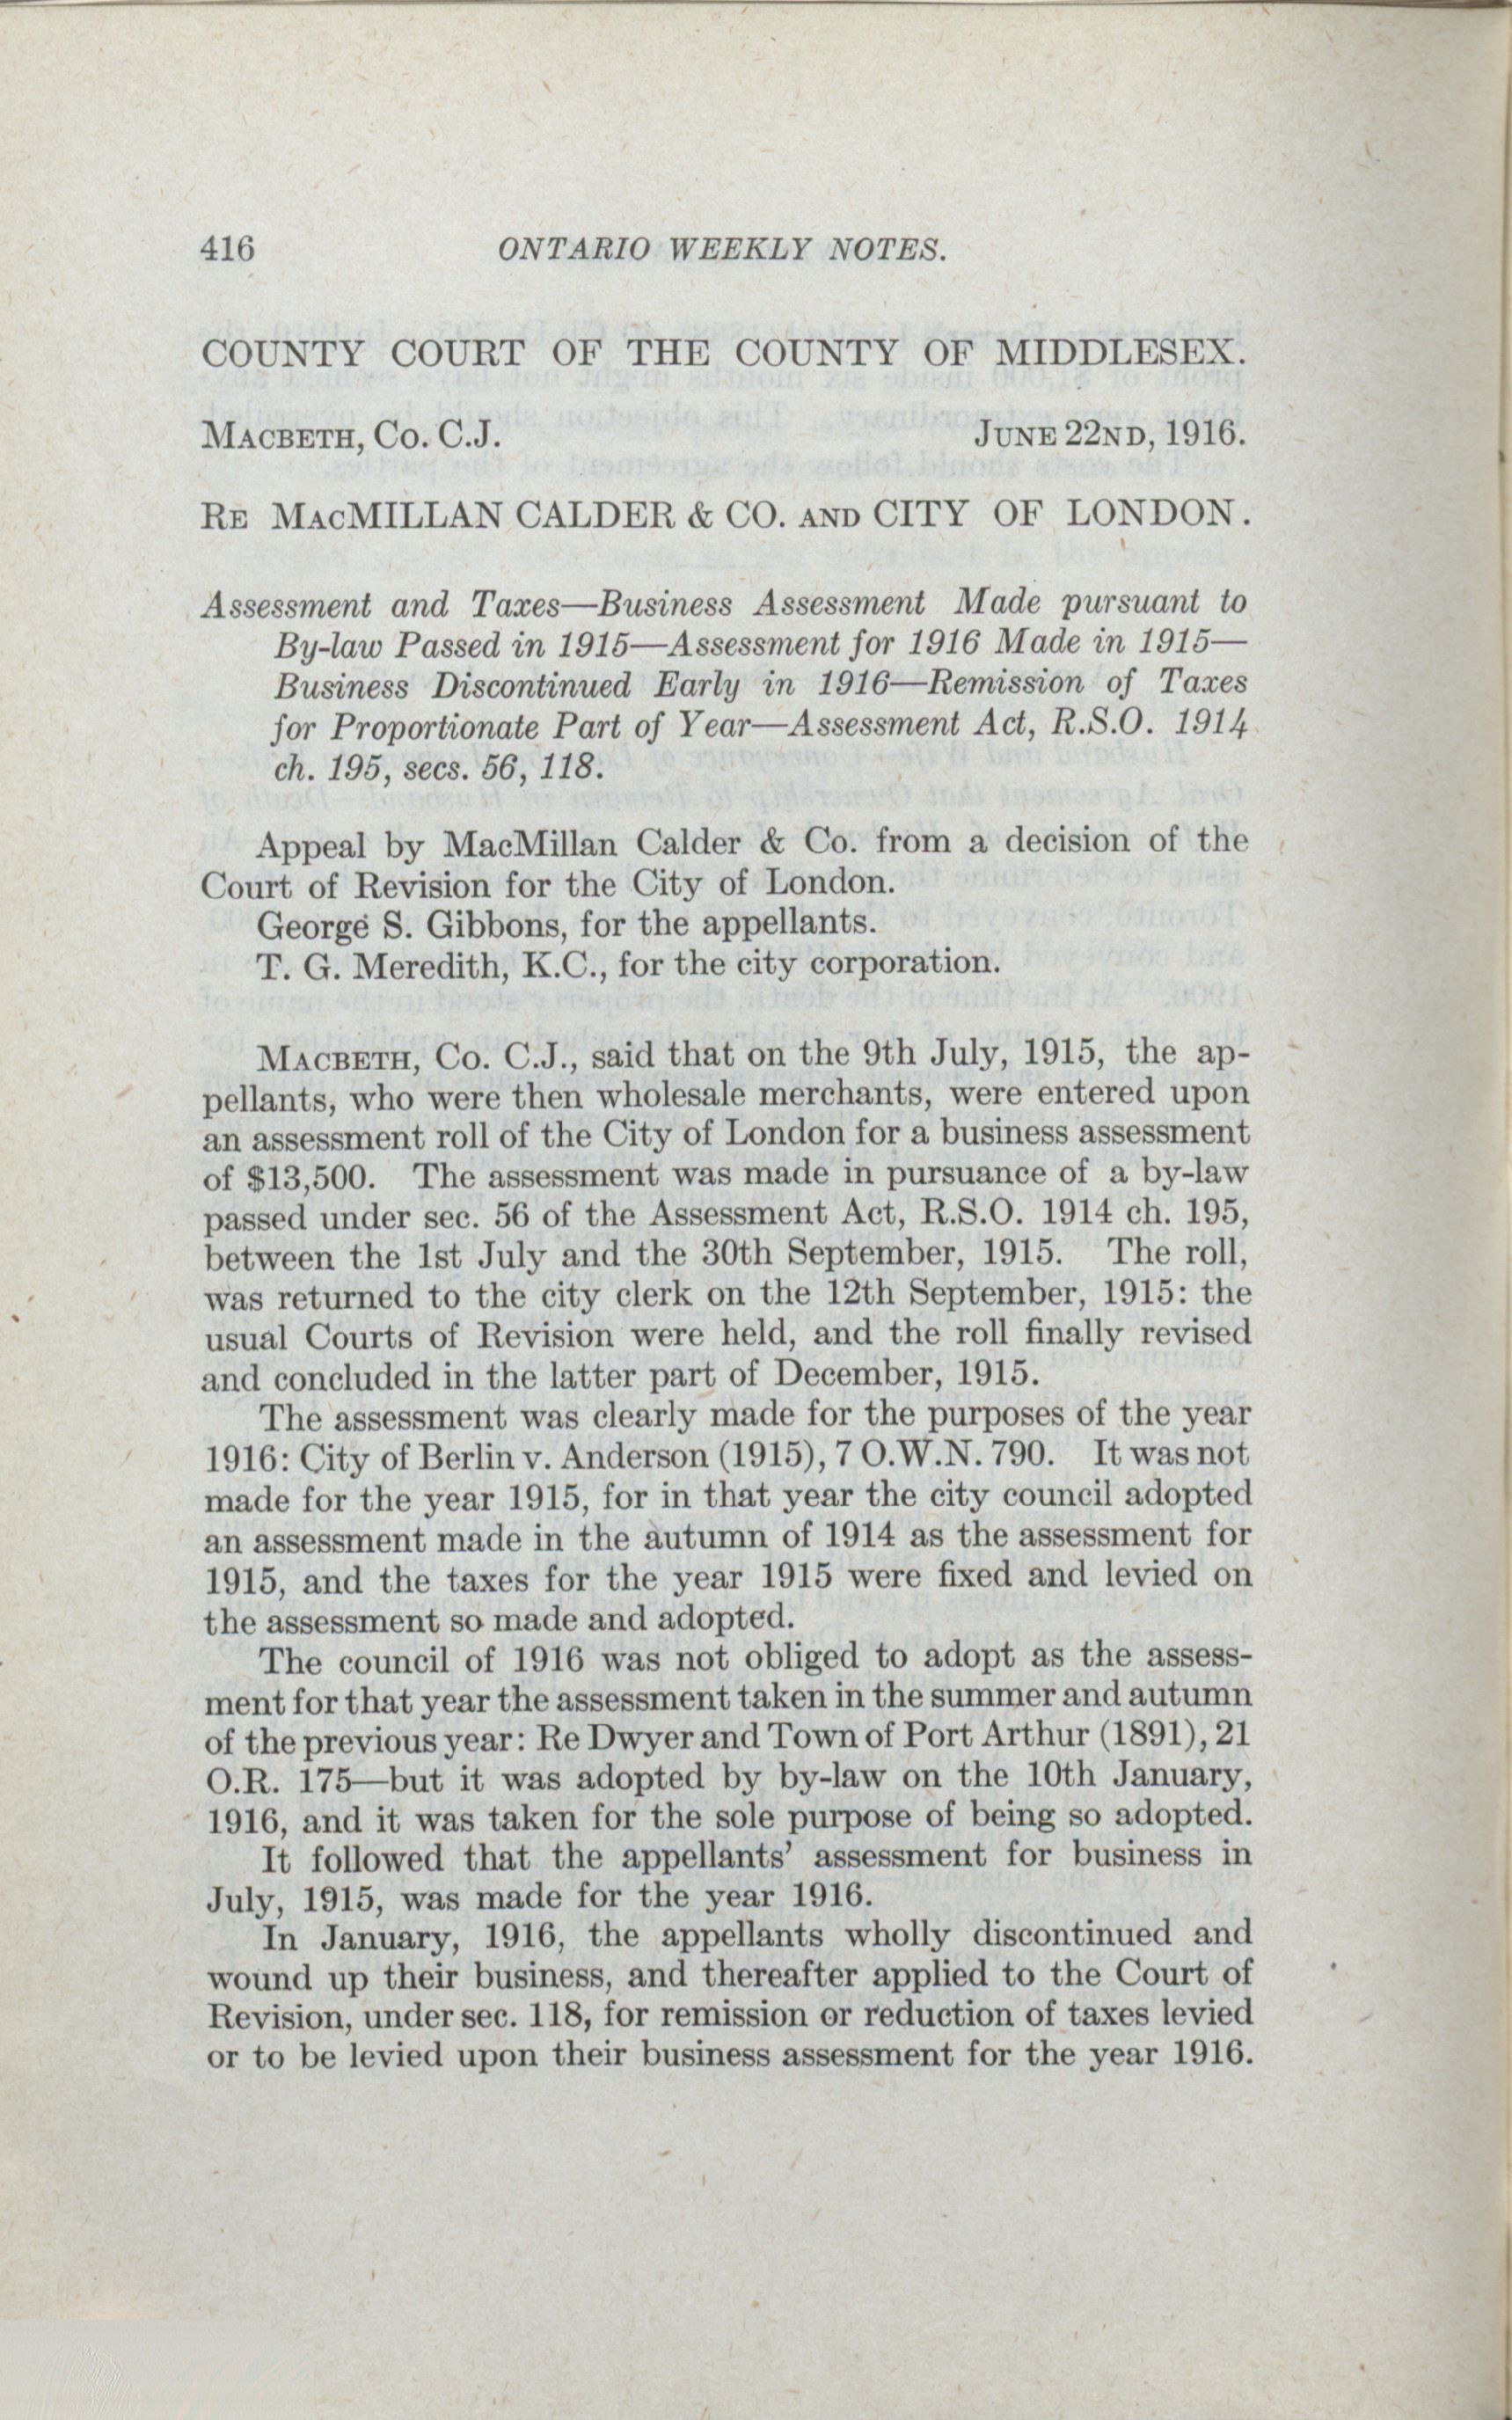 416 ONTARIO WEEKLY NOTES.
COUNTY COURT OF THE COUNTY OF MIDDLESEX.
MACBETH, CO. C.J. JUNE 22ND, 1916.
RE MACMILLAN CALDER & CO. AND CITY OF LONDON.
Assessment and Taxes—Business Assessment Made pursuant to
By-law Passed in 1915—Assessment for 1916 Made in 1915—
Business Discontinued Early in 1916—Remission of Taxes
for Proportionate Part of Year—Assessment Act, R.S.O. 1914
ch. 195, secs. 56, 118.
Appeal by MacMillan Calder & Co. from a decision of the
Court of Revision for the City of London.
George S. Gibbons, for the appellants.
T. G. Meredith, K.C., for the city corporation.
MACBETH, CO. C.J., said that on the 9th July, 1915, the ap-
pellants, who were then wholesale merchants, were entered upon
an assessment roll of the City of London for a business assessment
of $13,500. The assessment was made in pursuance of a by-law
passed under sec. 56 of the Assessment Act, R.S.O. 1914 ch. 195,
between the 1st July and the 30th September, 1915. The roll,
was returned to the city clerk on the 12th September, 1915: the
usual Courts of Revision were held, and the roll finally revised
and concluded in the latter part of December, 1915.
The assessment was clearly made for the purposes of the year
1916: City of Berlin v. Anderson (1915), 7 O.W.N. 790. It was not
made for the year 1915, for in that year the city council adopted
an assessment made in the autumn of 1914 as the assessment for
1915, and the taxes for the year 1915 were fixed and levied on
the assessment so made and adopted.
The council of 1916 was not obliged to adopt as the assess-
ment for that year the assessment taken in the summer and autumn
of the previous year: Re Dwyer and Town of Port Arthur (1891), 21
O.R. 175—but it was adopted by by-law on the 10th January,
1916, and it was taken for the sole purpose of being so adopted.
It followed that the appellants' assessment for business in
July, 1915, was made for the year 1916.
In January, 1916, the appellants wholly discontinued and
wound up their business, and thereafter applied to the Court of
Revision, under sec. 118, for remission or reduction of taxes levied
or to be levied upon their business assessment for the year 1916.